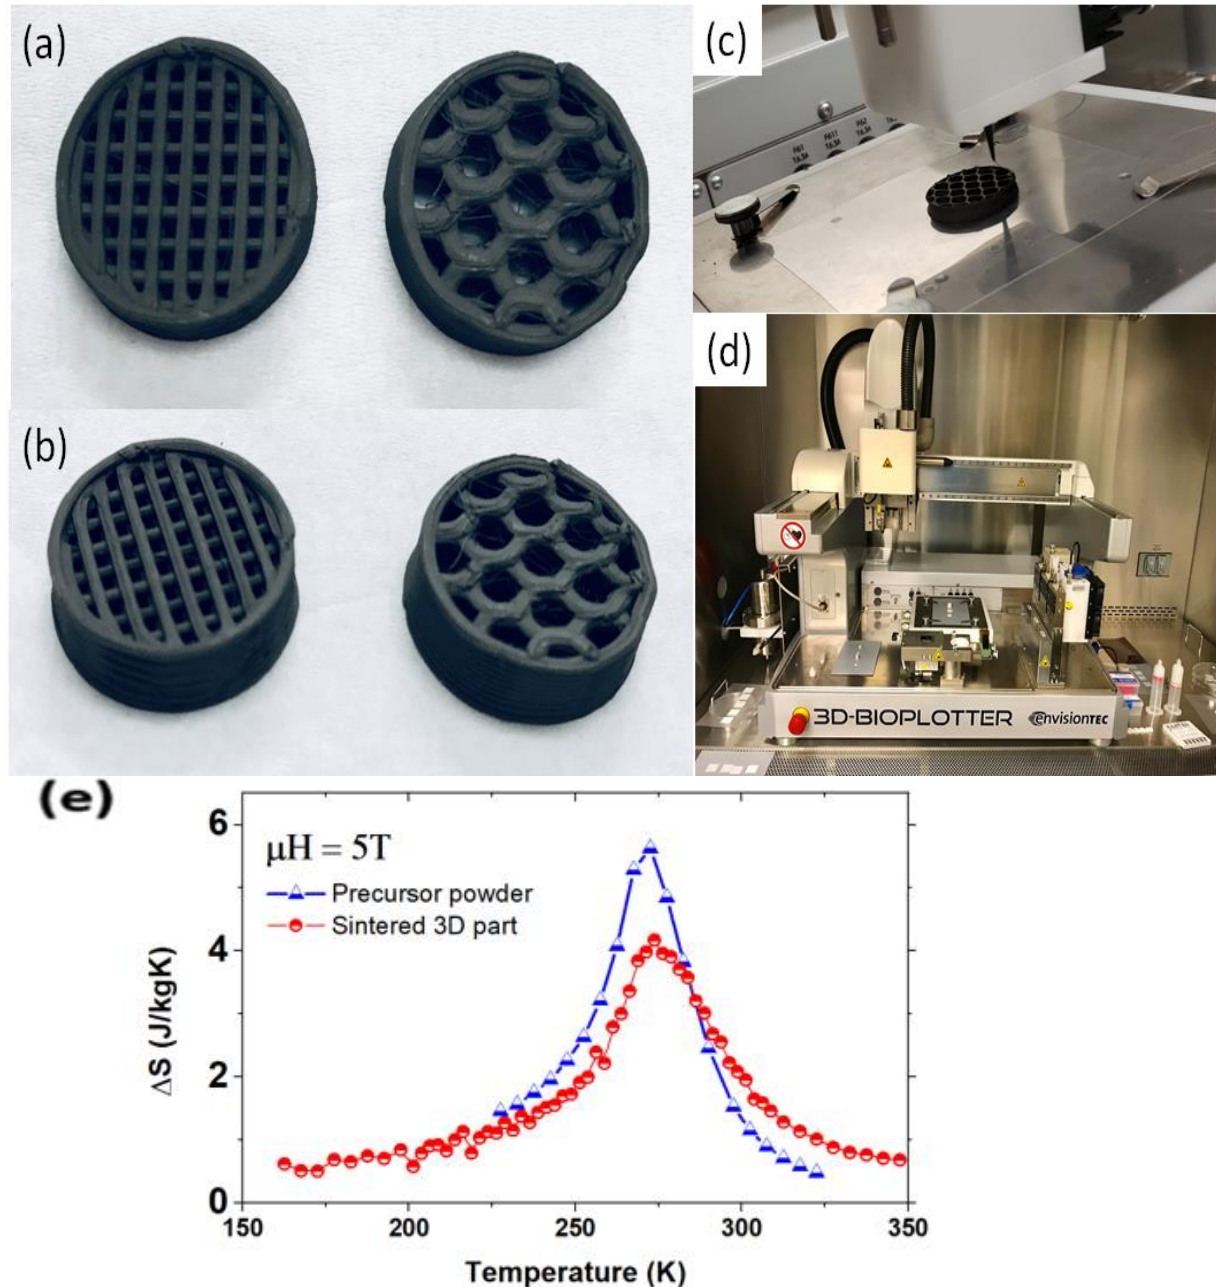 (a)
(b)
(c)
(d)
3D-BIOPLOTTER envisionTEC
(e)
μH = 5T
Precursor powder
Sintered 3D part
6
4
2
0
ΔS (J/kgK)
150 200 250 300 350
Temperature (K)